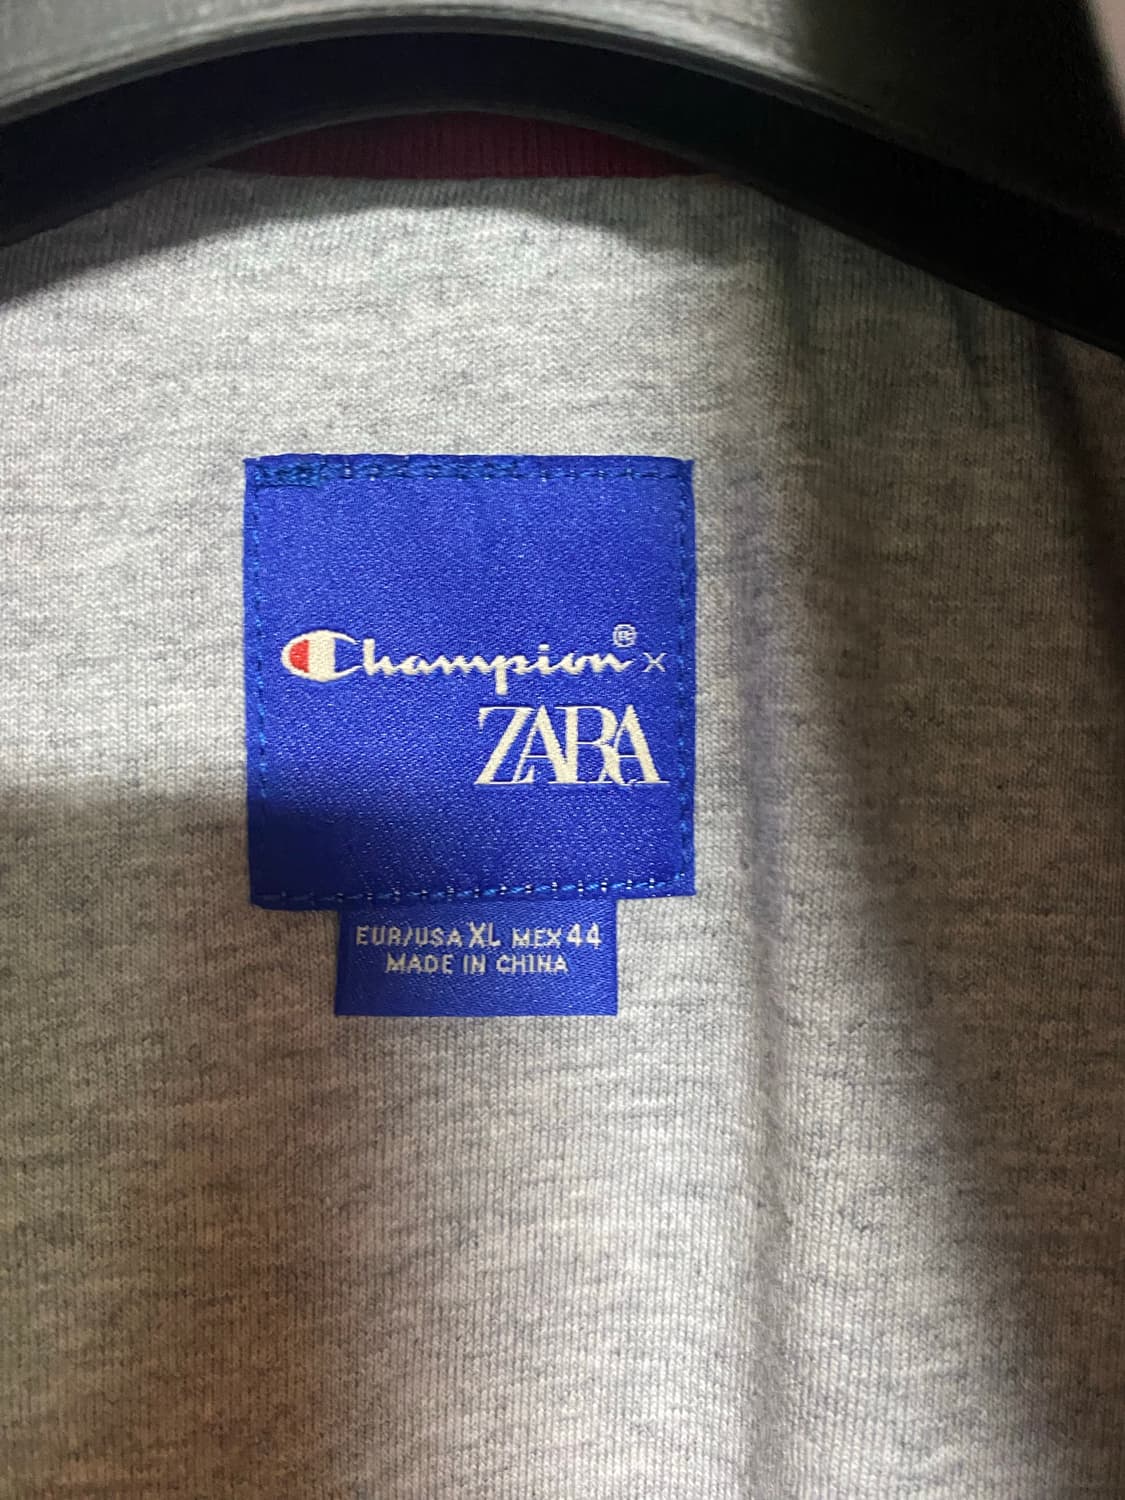 Champion® x
ZARA
EUR/USA XL MEX 44
MADE IN CHINA